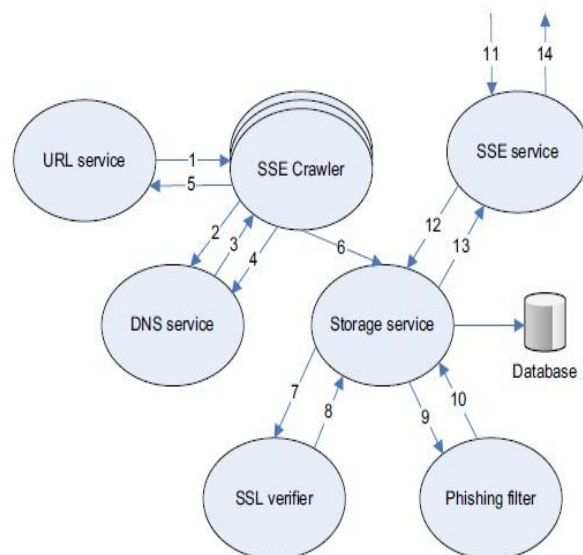 11
14
URL service
1
5
SSE Crawler
SSE service
2
3
4
6
12
13
DNS service
Storage service
Database
7
8
9
10
SSL verifier
Phishing filter